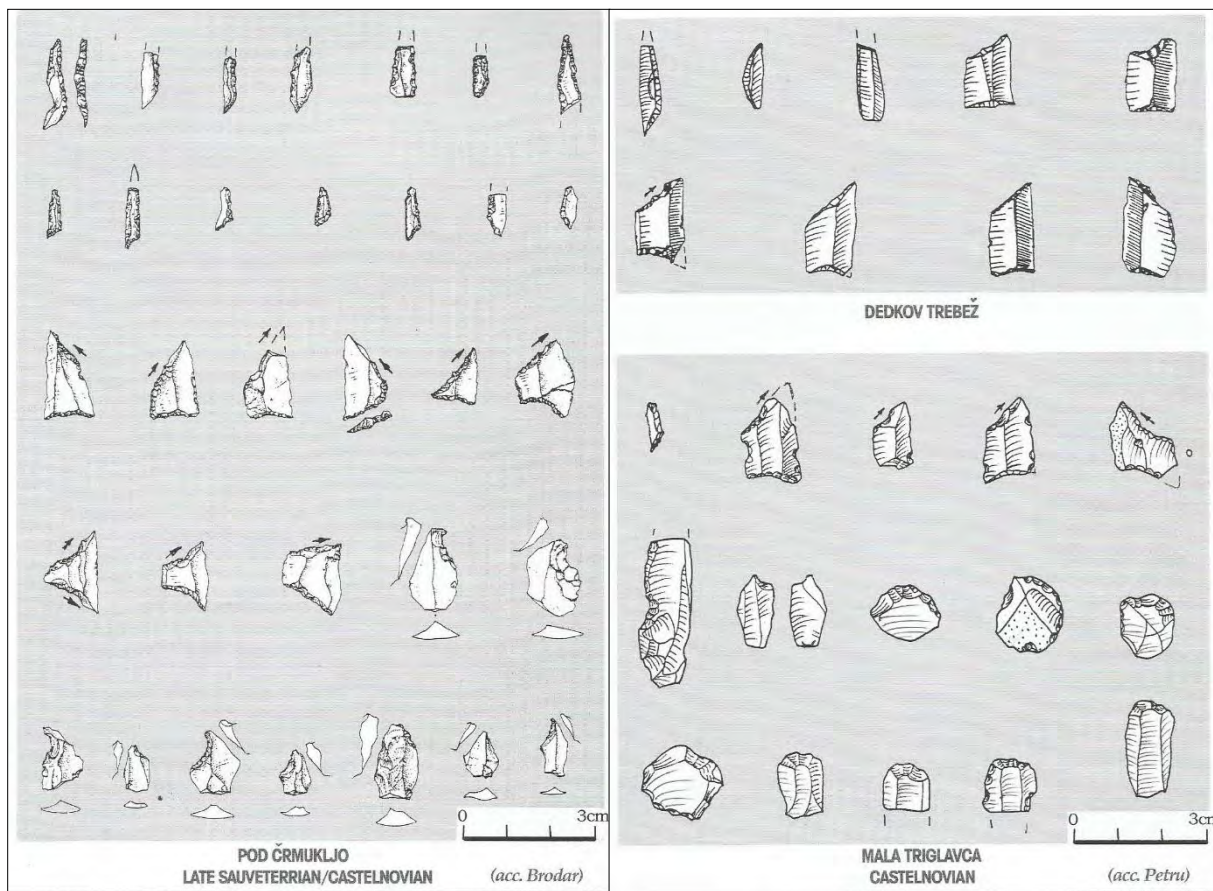 0 3cm
POD ČRMUKLJO
LATE SAUVETERRIAN/CASTELNOVIAN
(acc. Brodar)
DEDKOV TREBEŽ
0 3cm
MALA TRIGLAVCA
CASTELNOVIAN
(acc. Petru)